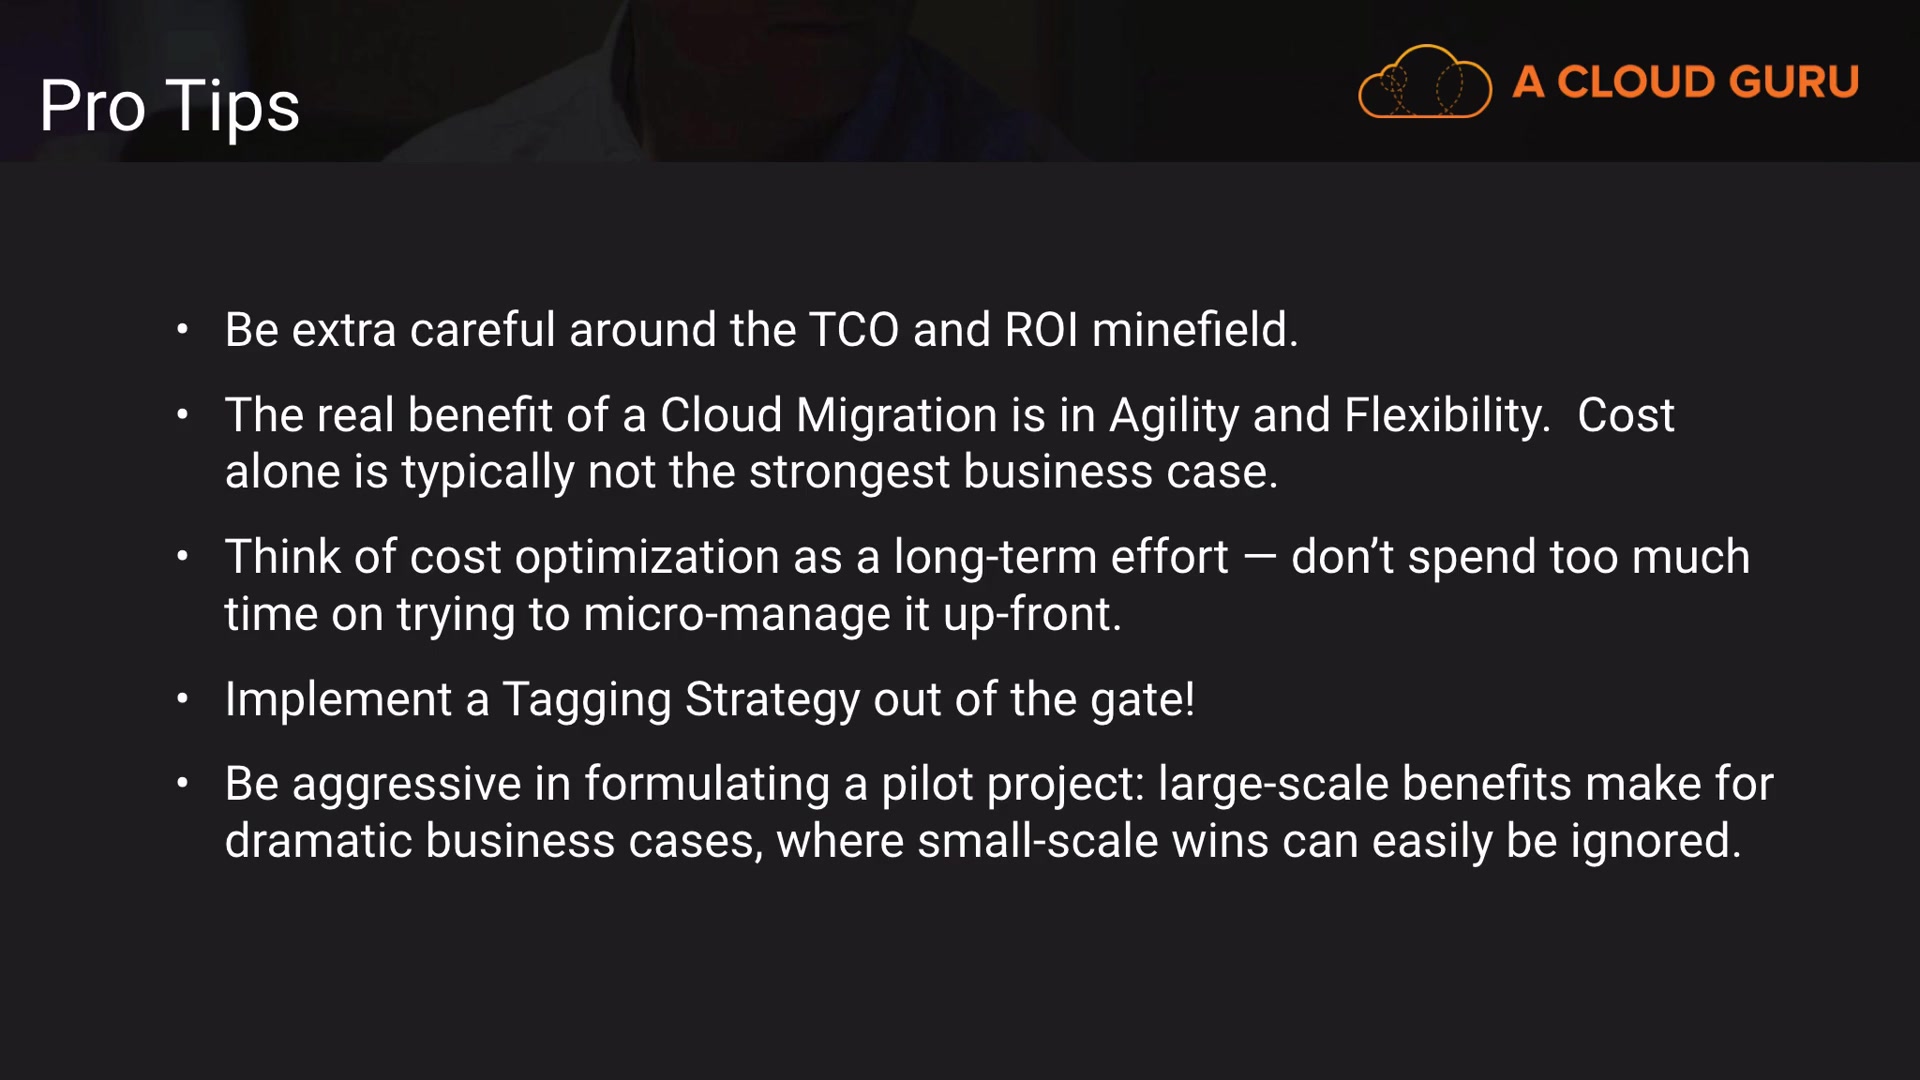 Pro Tips
A CLOUD GURU
• Be extra careful around the TCO and ROI minefield.
• The real benefit of a Cloud Migration is in Agility and Flexibility.  Cost
alone is typically not the strongest business case.
• Think of cost optimization as a long-term effort — don’t spend too much
time on trying to micro-manage it up-front.
• Implement a Tagging Strategy out of the gate!
• Be aggressive in formulating a pilot project: large-scale benefits make for
dramatic business cases, where small-scale wins can easily be ignored.